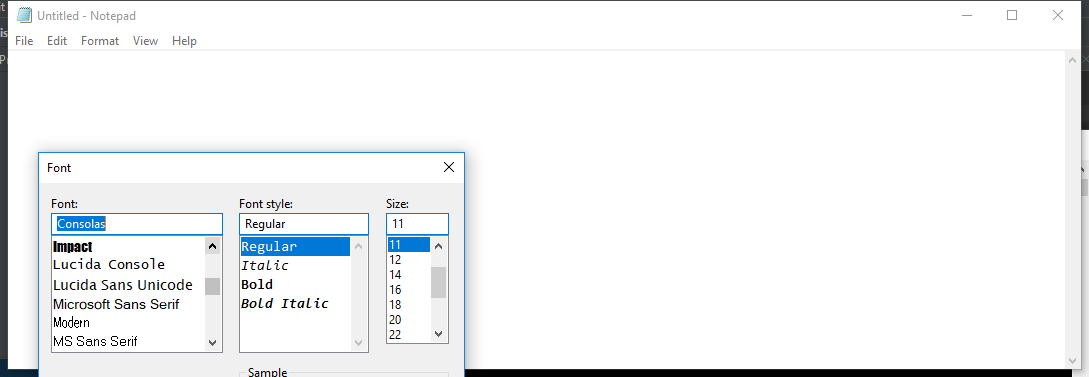 Untitled - Notepad
File Edit Format View Help
Font
Font: Font style: Size:
Consolas Regular 11
Impact Regular 11
Lucida Console Italic 12
Lucida Sans Unicode Bold 14
Microsoft Sans Serif Bold Italic 16
Modern 18
MS Sans Serif 20
22
Sample